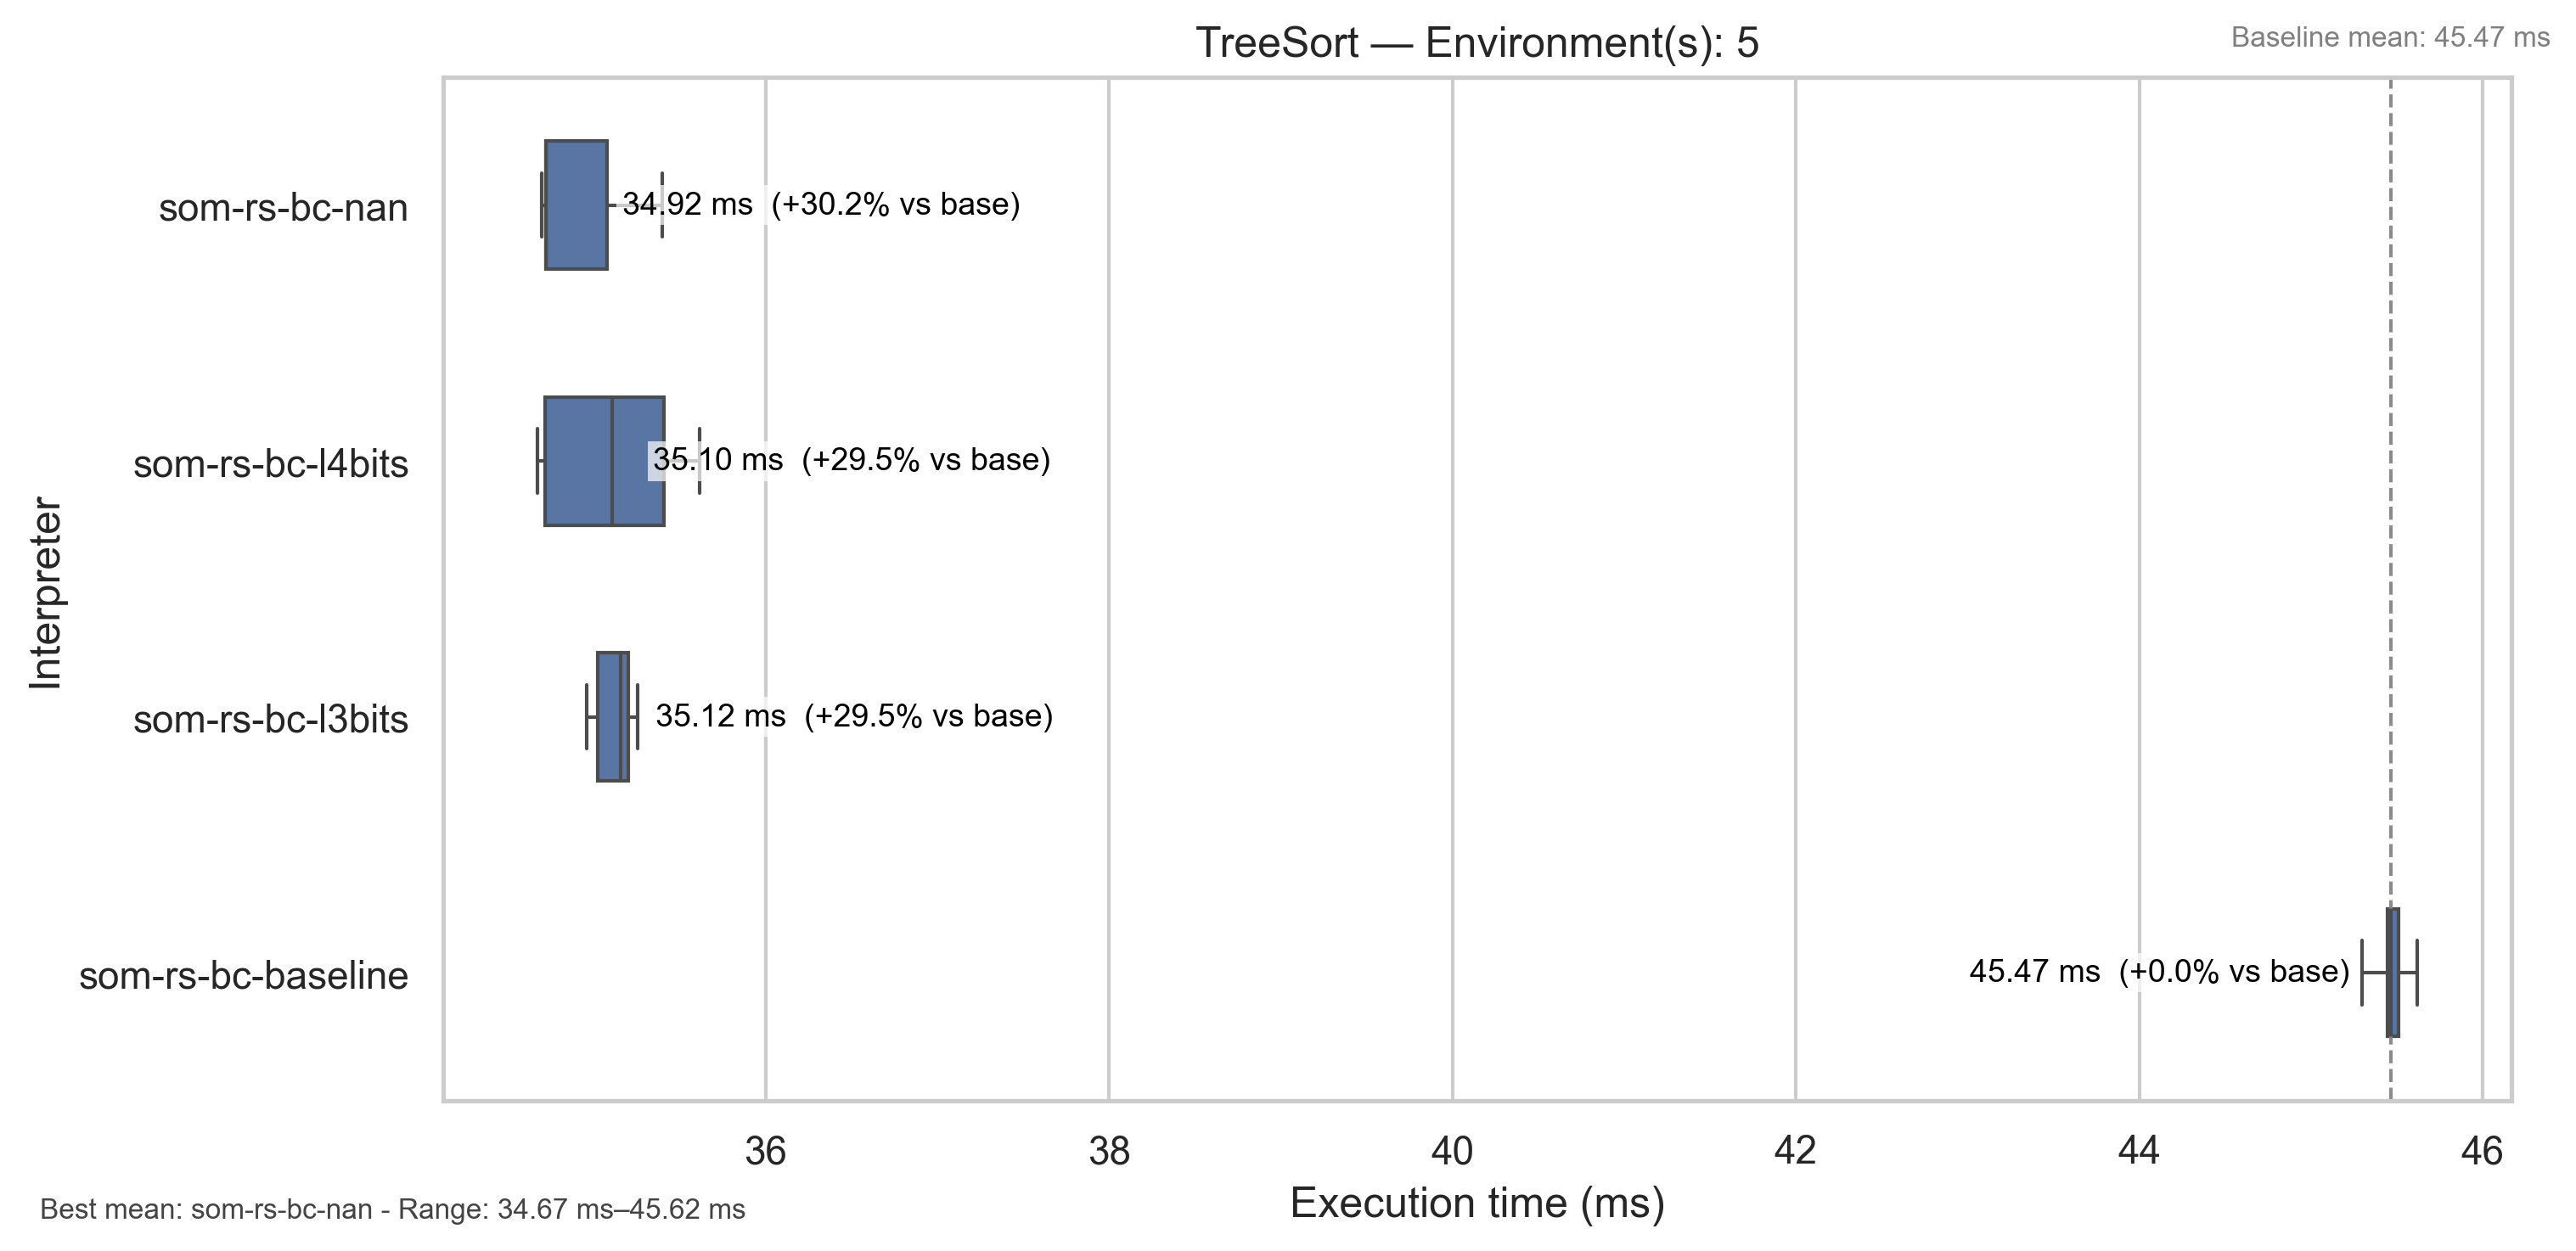 TreeSort — Environment(s): 5
Baseline mean: 45.47 ms
Interpreter
som-rs-bc-nan
34.92 ms (+30.2% vs base)
som-rs-bc-l4bits
35.10 ms (+29.5% vs base)
som-rs-bc-l3bits
35.12 ms (+29.5% vs base)
som-rs-bc-baseline
45.47 ms (+0.0% vs base)
36 38 40 42 44 46
Execution time (ms)
Best mean: som-rs-bc-nan - Range: 34.67 ms–45.62 ms